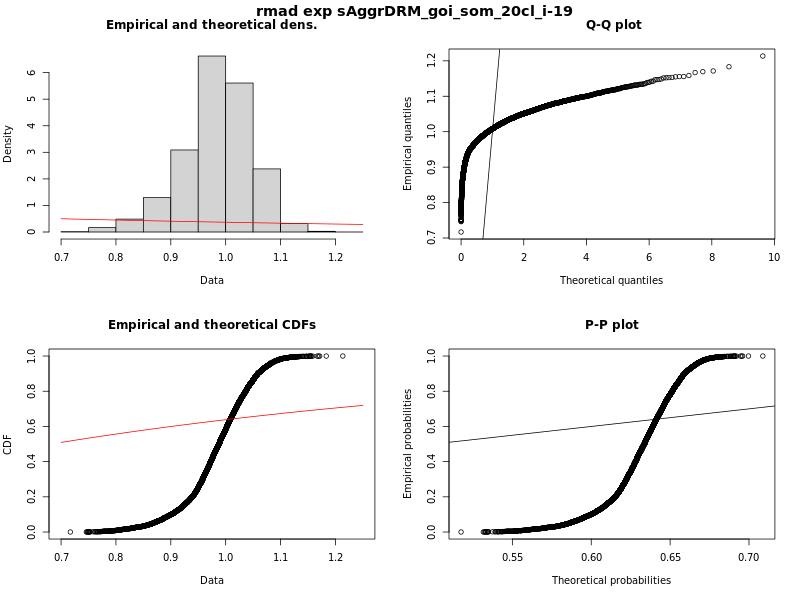 rmad exp sAggrDRM_goi_som_20cl_i-19
Empirical and theoretical dens.
Density
0 1 2 3 4 5 6
0.7 0.8 0.9 1.0 1.1 1.2
Data
Q-Q plot
Empirical quantiles
0.7 0.8 0.9 1.0 1.1 1.2
0 2 4 6 8 10
Theoretical quantiles
Empirical and theoretical CDFs
CDF
0.0 0.2 0.4 0.6 0.8 1.0
0.7 0.8 0.9 1.0 1.1 1.2
Data
P-P plot
Empirical probabilities
0.0 0.2 0.4 0.6 0.8 1.0
0.55 0.60 0.65 0.70
Theoretical probabilities